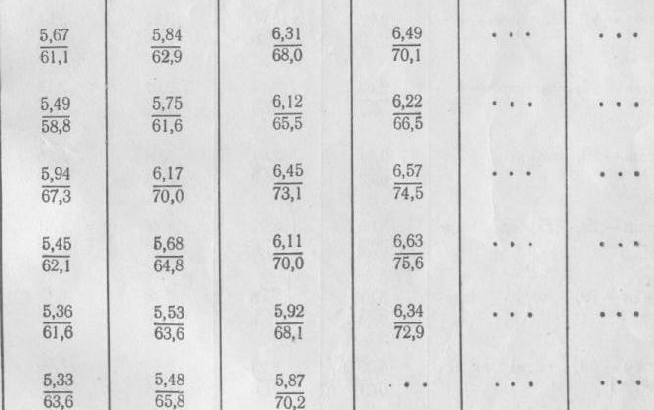 5,67 5,84 6,31 6,49 . . . . . .
61,1 62,9 68,0 70,1
5,49 5,75 6,12 6,22 . . . . . .
58,8 61,6 65,5 66,5
5,94 6,17 6,45 6,57 . . . . . .
67,3 70,0 73,1 74,5
5,45 5,68 6,11 6,63 . . . . . .
62,1 64,8 70,0 75,6
5,36 5,53 5,92 6,34 . . . . . .
61,6 63,6 68,1 72,9
5,33 5,48 5,87 . . . . . . . . .
63,6 65,8 70,2